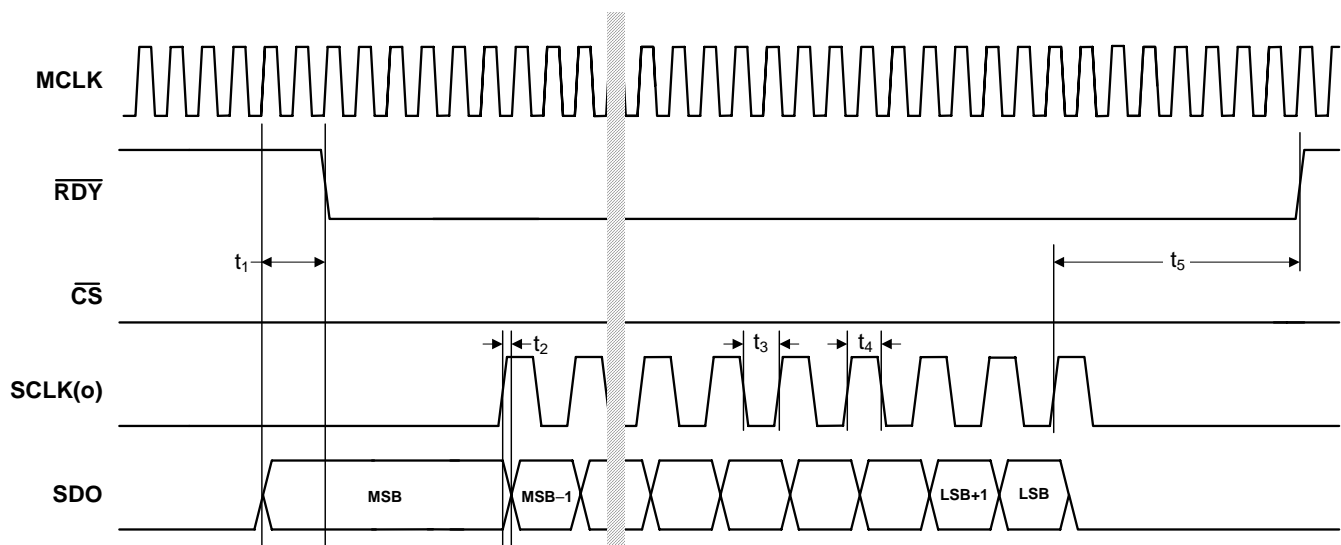 MCLK
RDY
t1
t5
CS
t2
t3
t4
SCLK(o)
SDO
MSB
MSB–1
LSB+1
LSB